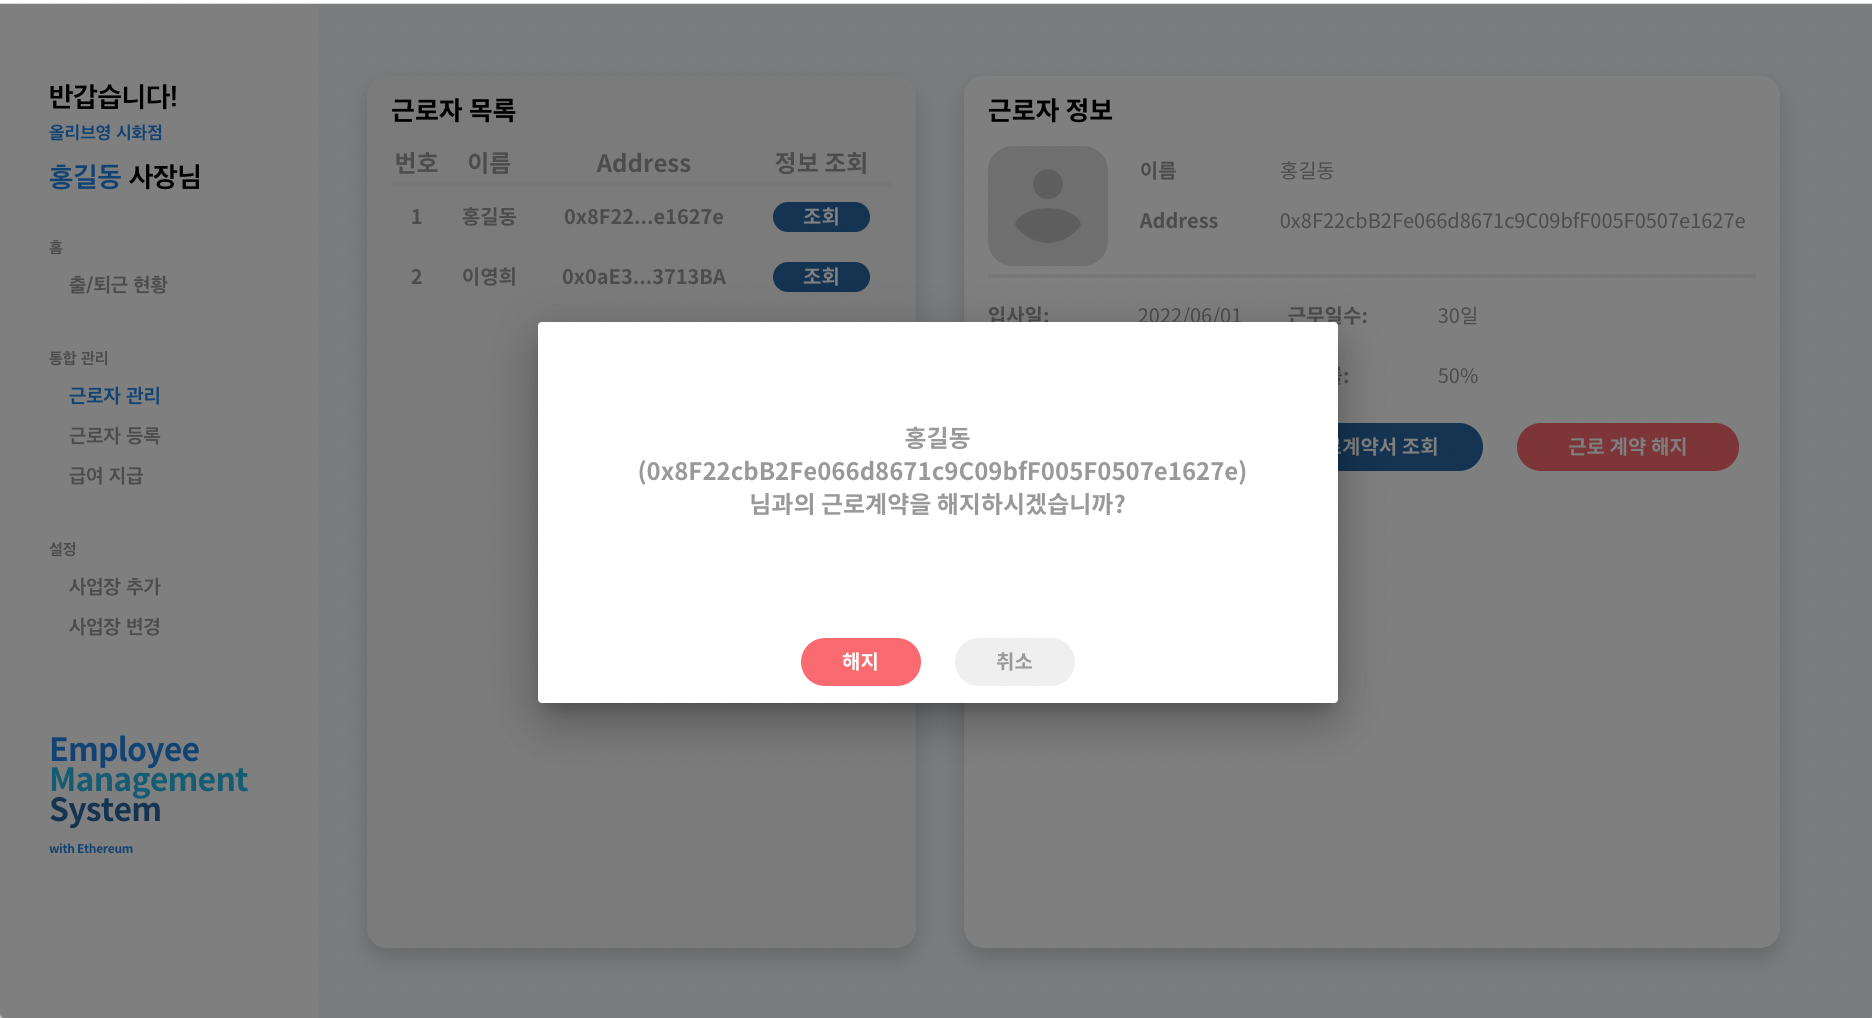 반갑습니다!
올리브영 시화점
홍길동 사장님
홈
출/퇴근 현황
통합 관리
근로자 관리
근로자 등록
급여 지급
설정
사업장 추가
사업장 변경
Employee
Management
System
with Ethereum
근로자 목록
번호 이름 Address 정보 조회
1 홍길동 0x8F22...e1627e 조회
2 이영희 0x0aE3...3713BA 조회
근로자 정보
이름 홍길동
Address 0x8F22cbB2Fe066d8671c9C09bfF005F0507e1627e
입사일: 2022/06/01 근무일수: 30일
50%
계약서 조회 근로 계약 해지
홍길동
(0x8F22cbB2Fe066d8671c9C09bfF005F0507e1627e)
님과의 근로계약을 해지하시겠습니까?
해지 취소